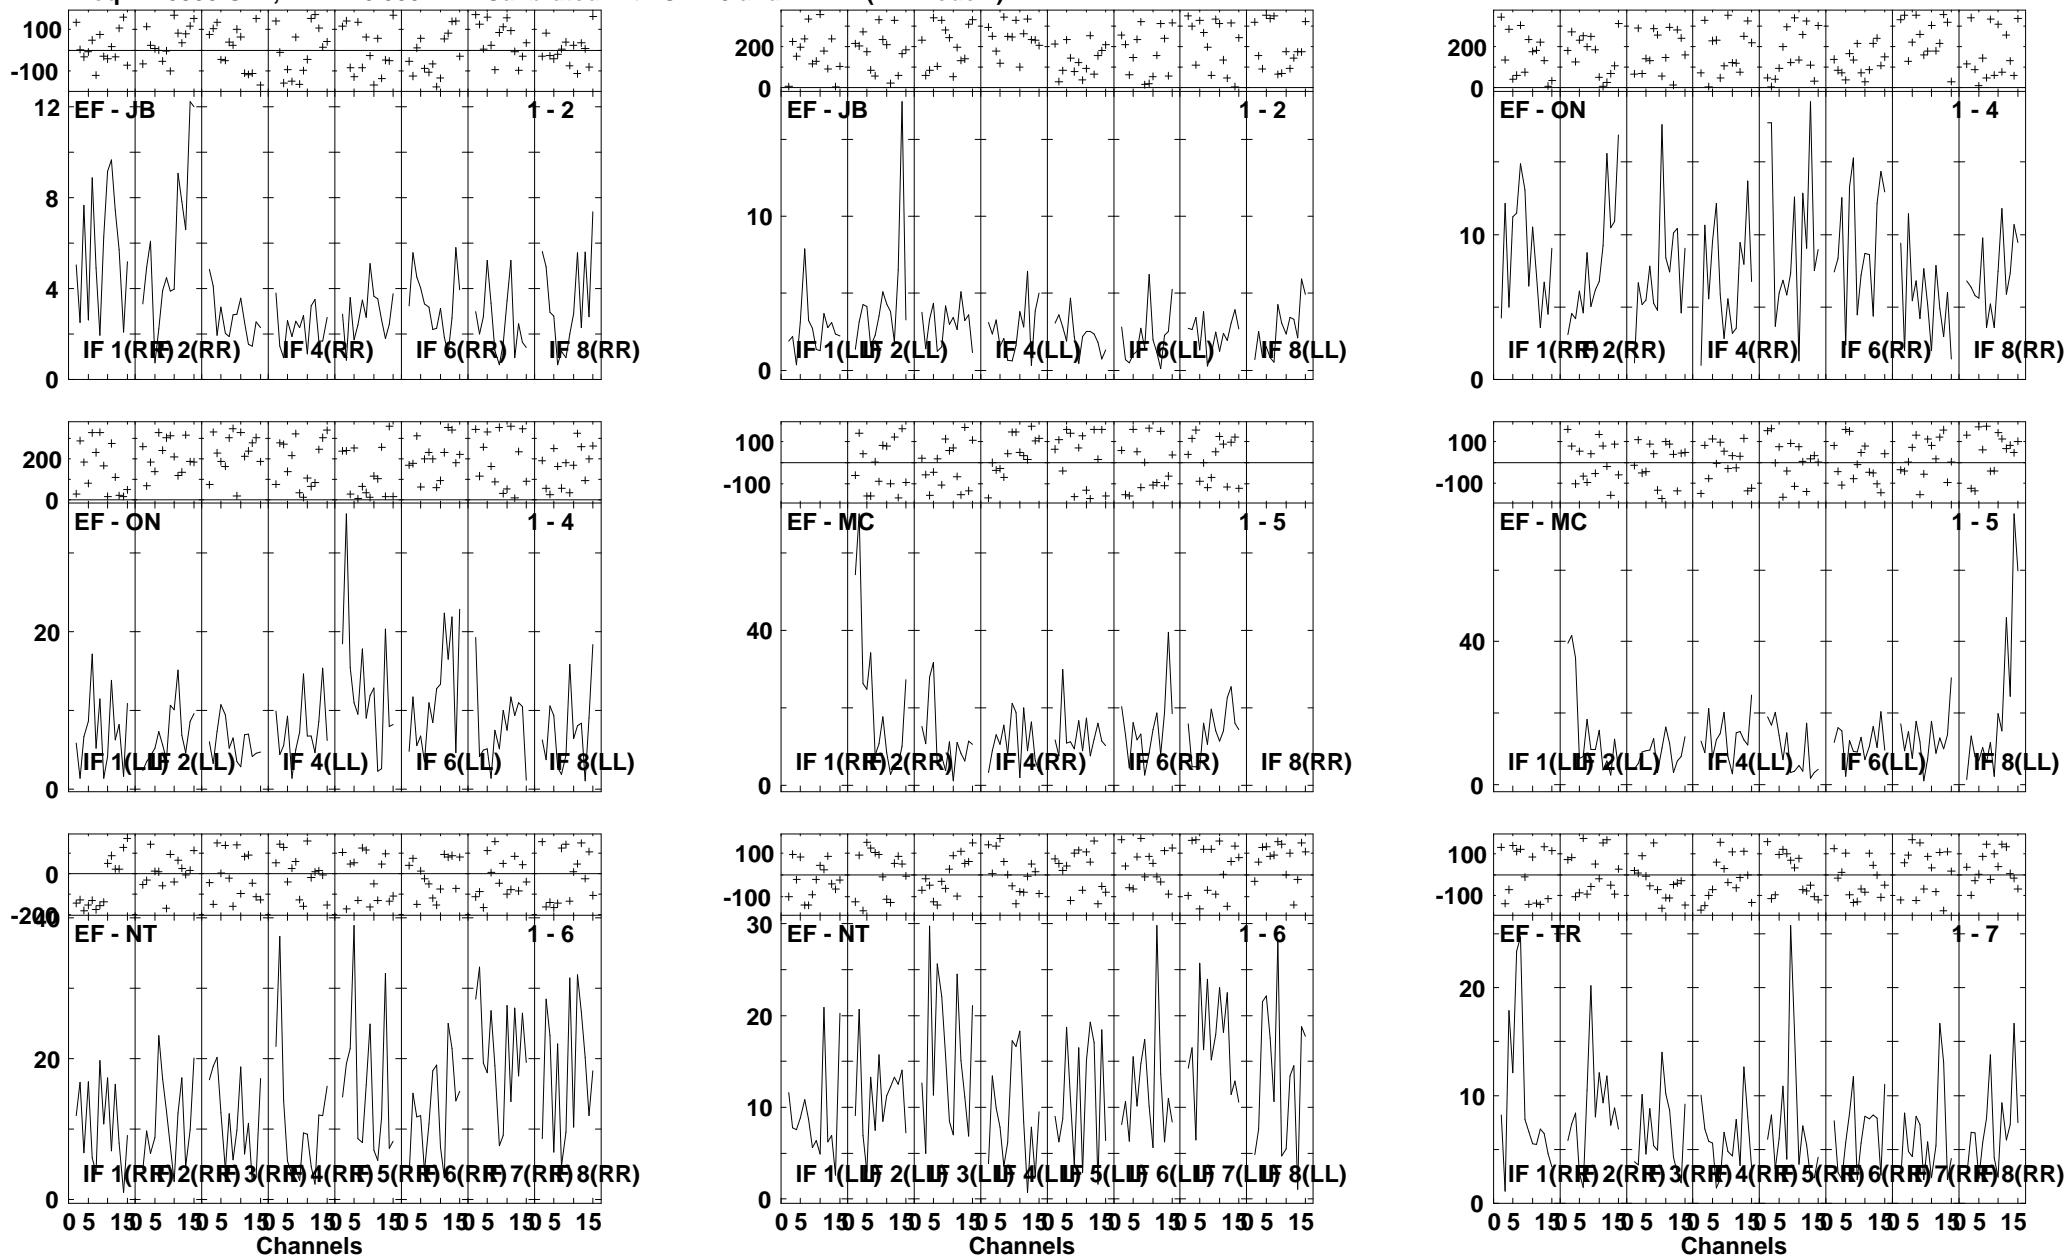 100
-100
12
8
4
0
EF - JB
1 - 2
IF 1(RR)
IF 2(RR)
IF 4(RR)
IF 6(RR)
IF 8(RR)
200
0
10
0
EF - JB
1 - 2
IF 1(LL)
IF 2(LL)
IF 4(LL)
IF 6(LL)
IF 8(LL)
200
0
10
0
EF - ON
1 - 4
IF 1(RR)
IF 2(RR)
IF 4(RR)
IF 6(RR)
IF 8(RR)
200
0
20
0
EF - ON
1 - 4
IF 1(LL)
IF 2(LL)
IF 4(LL)
IF 6(LL)
IF 8(LL)
100
-100
40
0
EF - MC
1 - 5
IF 1(RR)
IF 2(RR)
IF 4(RR)
IF 6(RR)
IF 8(RR)
100
-100
40
0
EF - MC
1 - 5
IF 1(LL)
IF 2(LL)
IF 4(LL)
IF 6(LL)
IF 8(LL)
0
-200
40
20
0
EF - NT
1 - 6
IF 1(RR)
IF 2(RR)
IF 3(RR)
IF 4(RR)
IF 5(RR)
IF 6(RR)
IF 7(RR)
IF 8(RR)
0 5 15
0 5 15
0 5 15
0 5 15
0 5 15
0 5 15
0 5 15
0 5 15
Channels
100
-100
30
20
10
0
EF - NT
1 - 6
IF 1(LL)
IF 2(LL)
IF 3(LL)
IF 4(LL)
IF 5(LL)
IF 6(LL)
IF 7(LL)
IF 8(LL)
0 5 15
0 5 15
0 5 15
0 5 15
0 5 15
0 5 15
0 5 15
0 5 15
Channels
100
-100
20
10
0
EF - TR
1 - 7
IF 1(RR)
IF 2(RR)
IF 3(RR)
IF 4(RR)
IF 5(RR)
IF 6(RR)
IF 7(RR)
IF 8(RR)
0 5 15
0 5 15
0 5 15
0 5 15
0 5 15
0 5 15
0 5 15
0 5 15
Channels